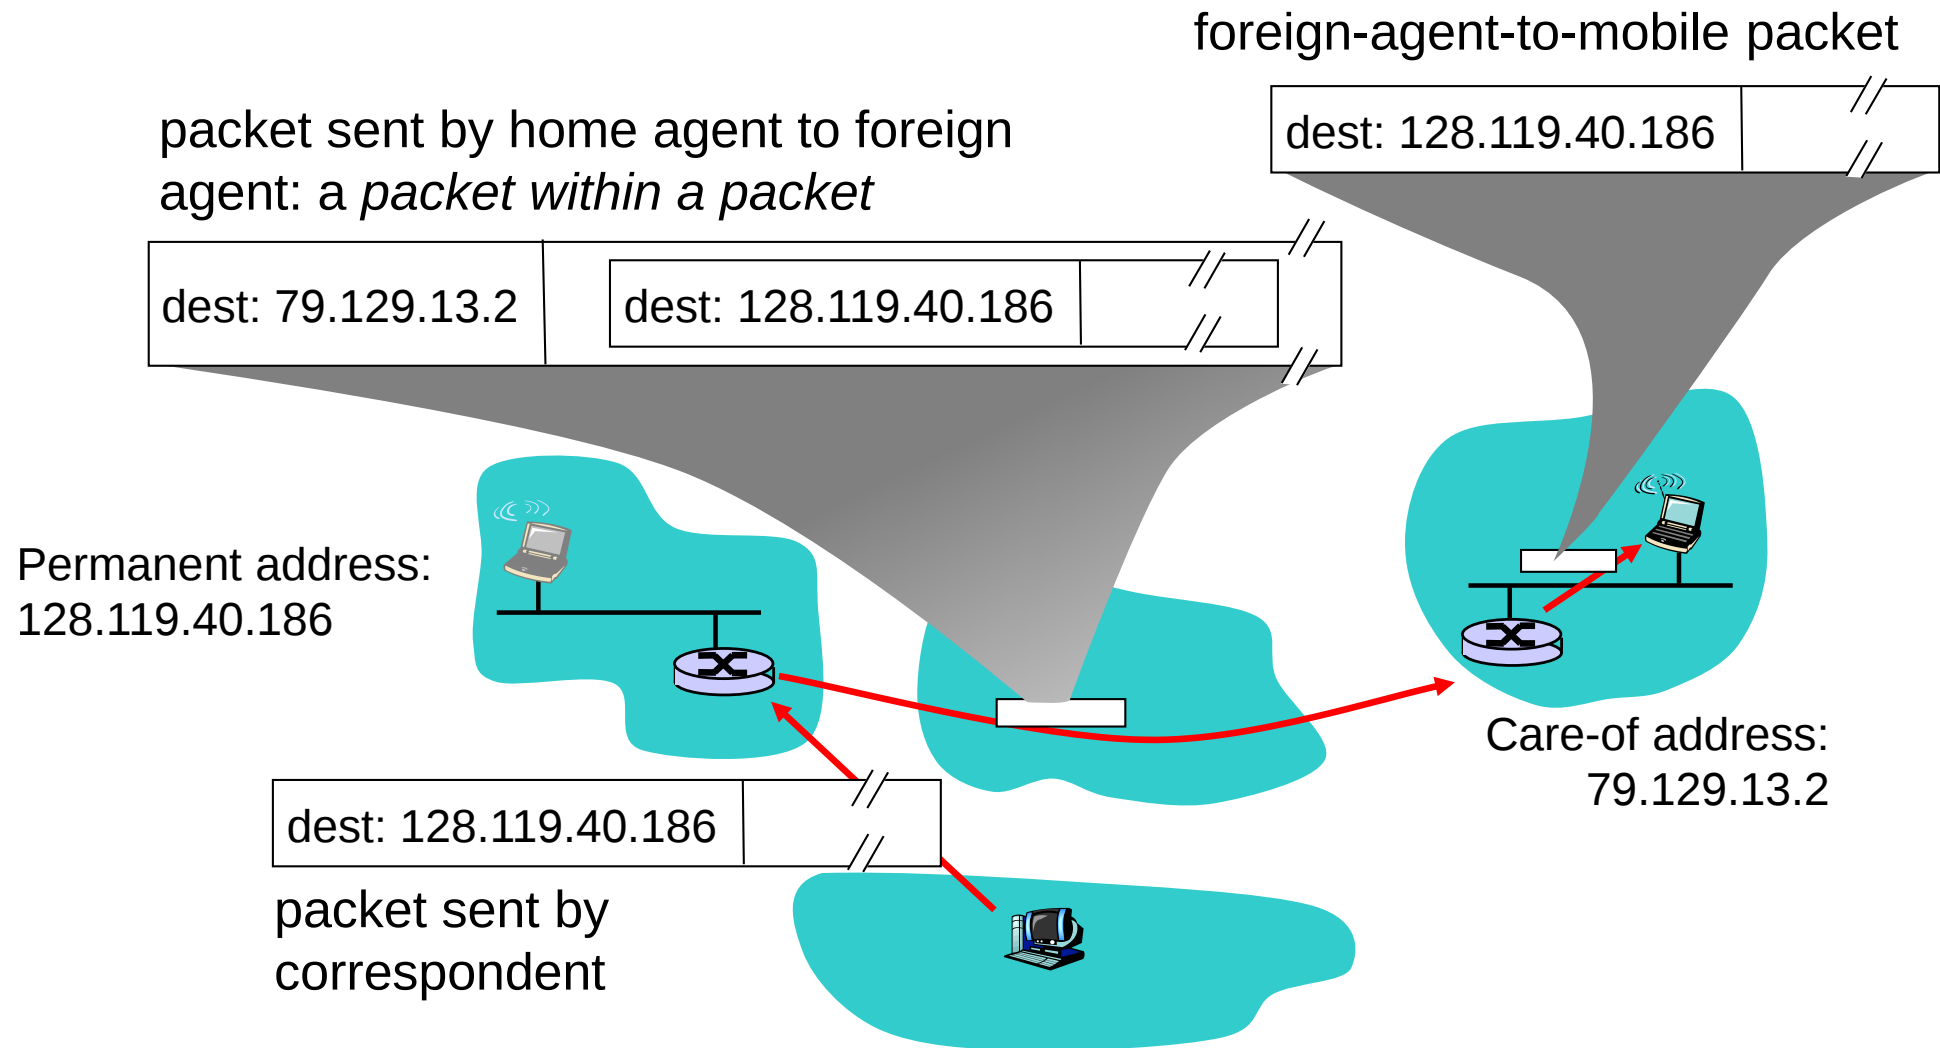 foreign-agent-to-mobile packet
dest: 128.119.40.186
packet sent by home agent to foreign
agent: a packet within a packet
dest: 79.129.13.2
dest: 128.119.40.186
Permanent address:
128.119.40.186
Care-of address:
79.129.13.2
dest: 128.119.40.186
packet sent by
correspondent